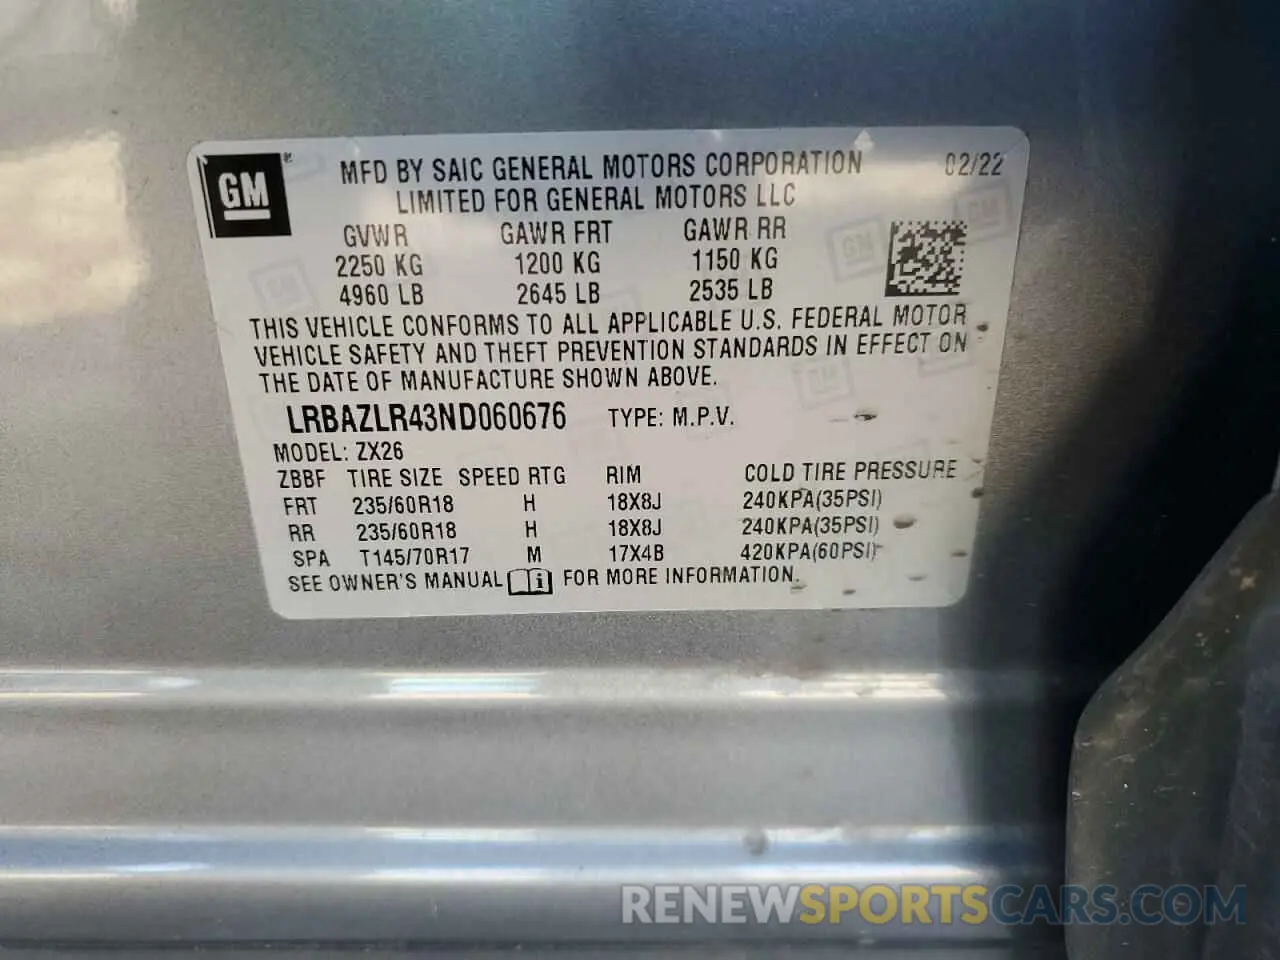 GM
MFD BY SAIC GENERAL MOTORS CORPORATION 02/22
LIMITED FOR GENERAL MOTORS LLC
GVWR GAWR FRT GAWR RR
2250 KG 1200 KG 1150 KG
4960 LB 2645 LB 2535 LB
THIS VEHICLE CONFORMS TO ALL APPLICABLE U.S. FEDERAL MOTOR
VEHICLE SAFETY AND THEFT PREVENTION STANDARDS IN EFFECT ON
THE DATE OF MANUFACTURE SHOWN ABOVE.
LRBAZLR43ND060676 TYPE: M.P.V.
MODEL: ZX26
ZBBF TIRE SIZE SPEED RTG RIM COLD TIRE PRESSURE
FRT 235/60R18 H 18X8J 240KPA(35PSI)
RR 235/60R18 H 18X8J 240KPA(35PSI)
SPA T145/70R17 M 17X4B 420KPA(60PSI)
SEE OWNER'S MANUAL FOR MORE INFORMATION.
RENEWSPORTSCARS.COM